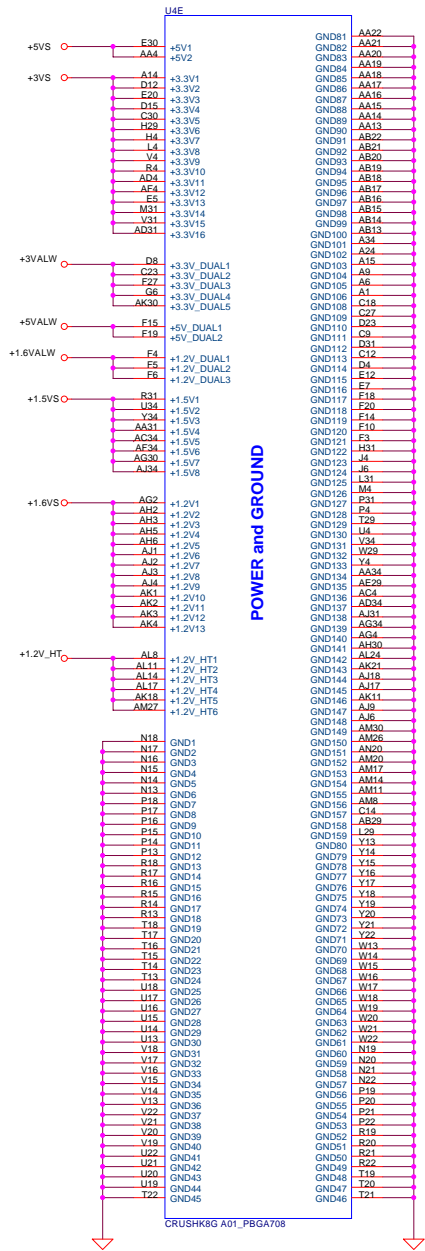 U4E
+5VS E30 +5V1
AA4 +5V2
+3VS A14 +3.3V1
D12 +3.3V2
E20 +3.3V3
D15 +3.3V4
C30 +3.3V5
H29 +3.3V6
H4 +3.3V7
L4 +3.3V8
V4 +3.3V9
R4 +3.3V10
AD4 +3.3V11
AF4 +3.3V12
E5 +3.3V13
M31 +3.3V14
V31 +3.3V15
AD31 +3.3V16
+3VALW D8 +3.3V_DUAL1
C23 +3.3V_DUAL2
F27 +3.3V_DUAL3
G6 +3.3V_DUAL4
AK30 +3.3V_DUAL5
+5VALW F15 +5V_DUAL1
F19 +5V_DUAL2
+1.6VALW F4 +1.2V_DUAL1
F5 +1.2V_DUAL2
F6 +1.2V_DUAL3
+1.5VS R31 +1.5V1
U34 +1.5V2
Y34 +1.5V3
AA31 +1.5V4
AC34 +1.5V5
AF34 +1.5V6
AG30 +1.5V7
AJ34 +1.5V8
+1.6VS AG2 +1.2V1
AH2 +1.2V2
AH3 +1.2V3
AH5 +1.2V4
AH6 +1.2V5
AJ1 +1.2V6
AJ2 +1.2V7
AJ3 +1.2V8
AJ4 +1.2V9
AK1 +1.2V10
AK2 +1.2V11
AK3 +1.2V12
AK4 +1.2V13
+1.2V_HT AL8 +1.2V_HT1
AL11 +1.2V_HT2
AL14 +1.2V_HT3
AL17 +1.2V_HT4
AK18 +1.2V_HT5
AM27 +1.2V_HT6
N18 GND1
N17 GND2
N16 GND3
N15 GND4
N14 GND5
N13 GND6
P18 GND7
P17 GND8
P16 GND9
P15 GND10
P14 GND11
P13 GND12
R18 GND13
R17 GND14
R16 GND15
R15 GND16
R14 GND17
R13 GND18
T18 GND19
T17 GND20
T16 GND21
T15 GND22
T14 GND23
T13 GND24
U18 GND25
U17 GND26
U16 GND27
U15 GND28
U14 GND29
U13 GND30
V18 GND31
V17 GND32
V16 GND33
V15 GND34
V14 GND35
V13 GND36
V22 GND37
V21 GND38
V20 GND39
V19 GND40
U22 GND41
U21 GND42
U20 GND43
U19 GND44
T22 GND45
POWER and GROUND
GND81 AA22
GND82 AA21
GND83 AA20
GND84 AA19
GND85 AA18
GND86 AA17
GND87 AA16
GND88 AA15
GND89 AA14
GND90 AA13
GND91 AB22
GND92 AB21
GND93 AB20
GND94 AB19
GND95 AB18
GND96 AB17
GND97 AB16
GND98 AB15
GND99 AB14
GND100 AB13
GND101 A34
GND102 A24
GND103 A15
GND104 A9
GND105 A6
GND106 A1
GND108 C18
GND109 C27
GND110 D23
GND111 C9
GND112 D31
GND113 C12
GND114 D4
GND115 E12
GND116 E7
GND117 F18
GND118 F20
GND119 F14
GND120 F10
GND121 F3
GND122 H31
GND123 J4
GND124 J6
GND125 L31
GND126 M4
GND127 P31
GND128 P4
GND129 T29
GND130 U4
GND131 V34
GND132 W29
GND133 Y4
GND134 AA34
GND135 AE29
GND136 AC4
GND137 AD34
GND138 AJ31
GND139 AG34
GND140 AG4
GND141 AH30
GND142 AL24
GND143 AK21
GND144 AJ18
GND145 AJ17
GND146 AK11
GND147 AJ9
GND148 AJ6
GND149 AM30
GND150 AM26
GND151 AN20
GND152 AM20
GND153 AM17
GND154 AM14
GND155 AM11
GND156 AM8
GND157 C14
GND158 AB29
GND159 L29
GND80 Y13
GND79 Y14
GND78 Y15
GND77 Y16
GND76 Y17
GND75 Y18
GND74 Y19
GND73 Y20
GND72 Y21
GND71 Y22
GND70 W13
GND69 W14
GND68 W15
GND67 W16
GND66 W17
GND65 W18
GND64 W19
GND63 W20
GND62 W21
GND61 W22
GND60 N19
GND59 N20
GND58 N21
GND57 N22
GND56 P19
GND55 P20
GND54 P21
GND53 P22
GND52 R19
GND51 R20
GND50 R21
GND49 R22
GND48 T19
GND47 T20
GND46 T21
CRUSHK8G A01_PBGA708